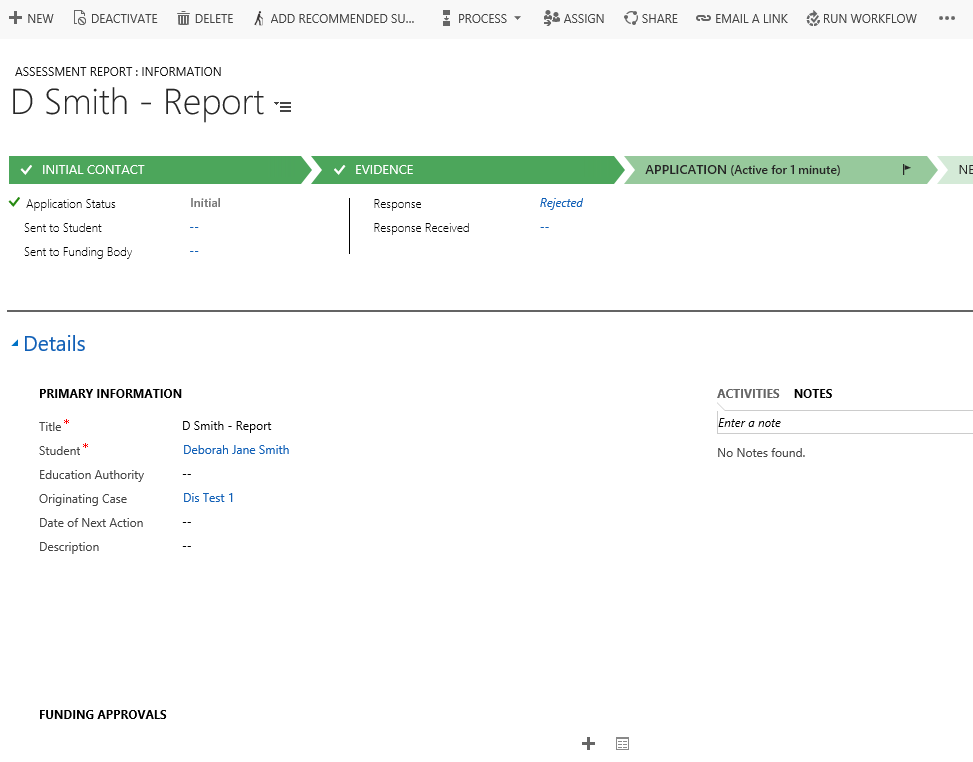 NEW DEACTIVATE DELETE ADD RECOMMENDED SU... PROCESS ASSIGN SHARE EMAIL A LINK RUN WORKFLOW
ASSESSMENT REPORT : INFORMATION
D Smith - Report
INITIAL CONTACT EVIDENCE APPLICATION (Active for 1 minute) NE
Application Status Initial Response Rejected
Sent to Student -- Response Received --
Sent to Funding Body --
Details
PRIMARY INFORMATION ACTIVITIES NOTES
Title* D Smith - Report Enter a note
Student* Deborah Jane Smith No Notes found.
Education Authority --
Originating Case Dis Test 1
Date of Next Action --
Description --
FUNDING APPROVALS